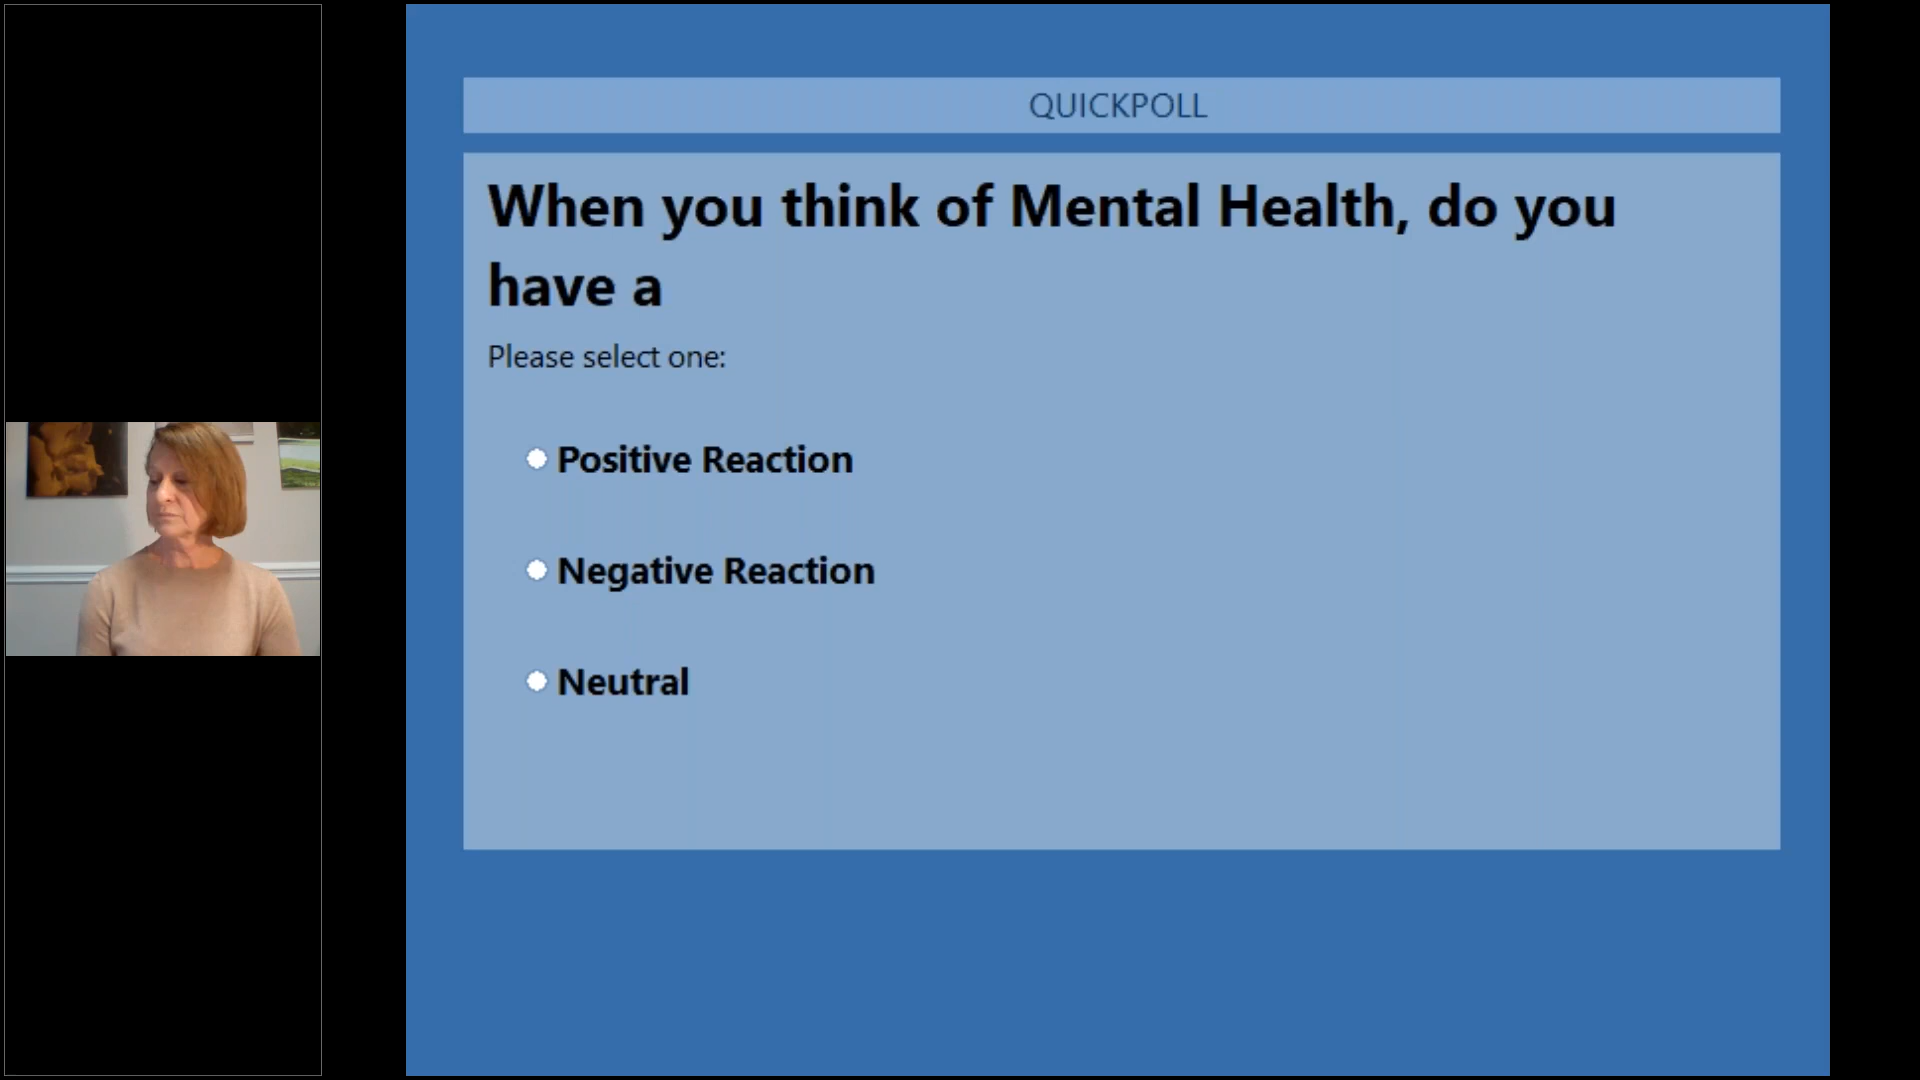 QUICKPOLL
When you think of Mental Health, do you
have a
Please select one:
Positive Reaction
Negative Reaction
Neutral